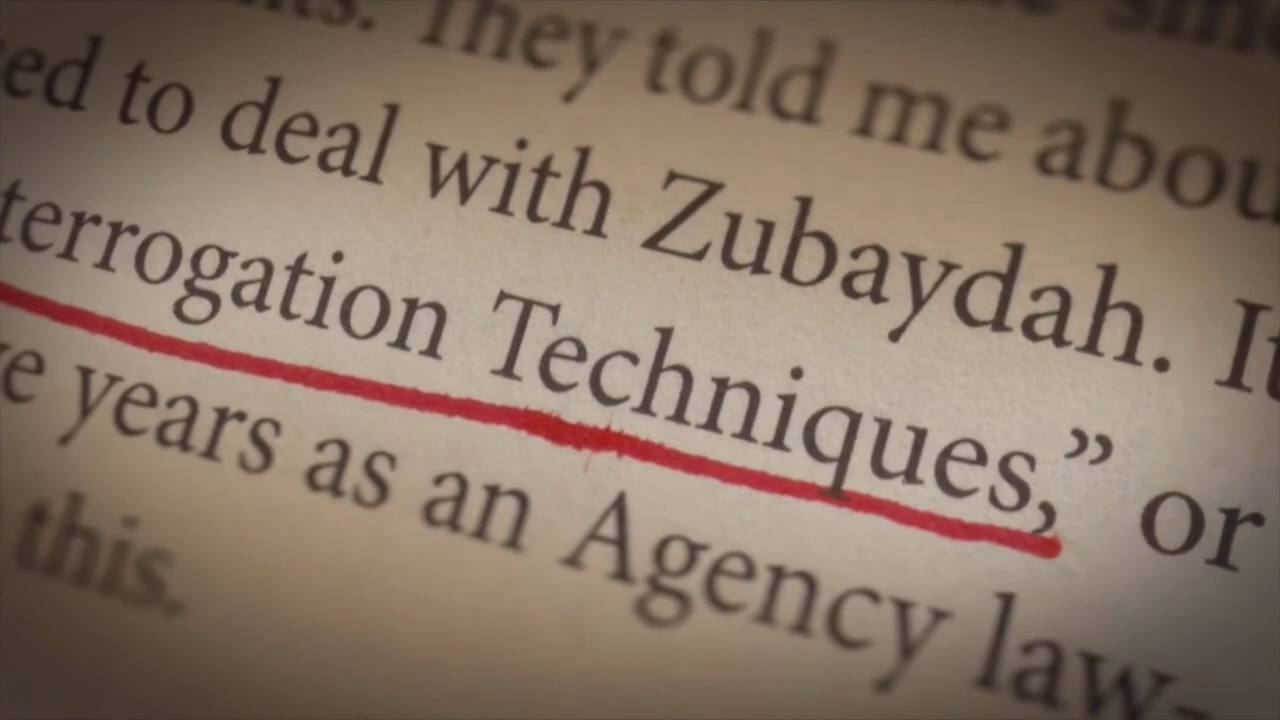 They told me abou
ed to deal with Zubaydah. It
terrogation Techniques,” or
e years as an Agency law-
this.